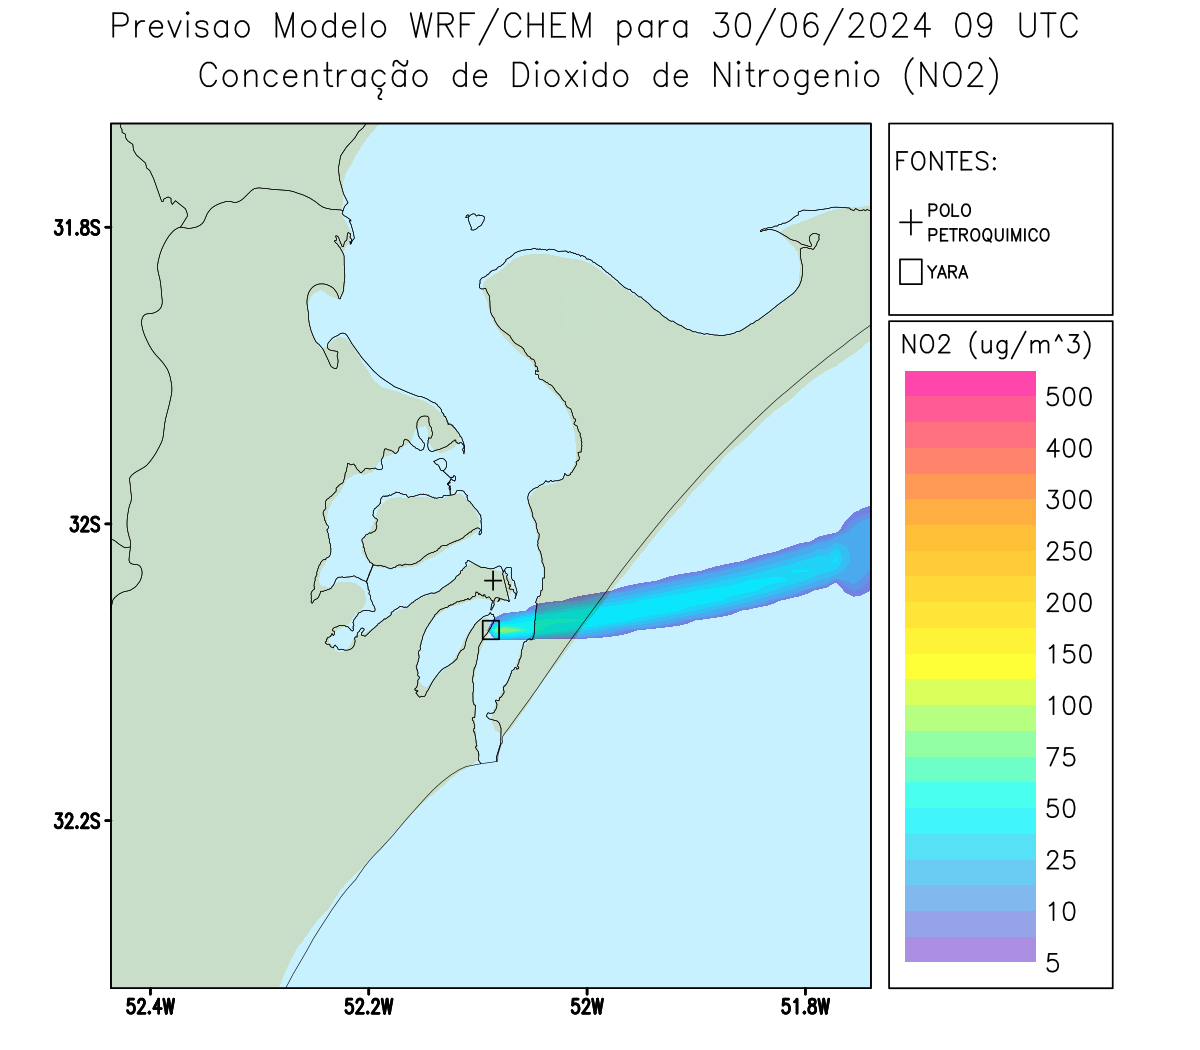 Previsao Modelo WRF/CHEM para 30/06/2024 09 UTC
Concentração de Dioxido de Nitrogenio (NO2)
FONTES:
POLO
PETROQUIMICO
YARA
NO2 (ug/m^3)
500
400
300
250
200
150
100
75
50
25
10
5
31.8S
32S
32.2S
52.4W
52.2W
52W
51.8W